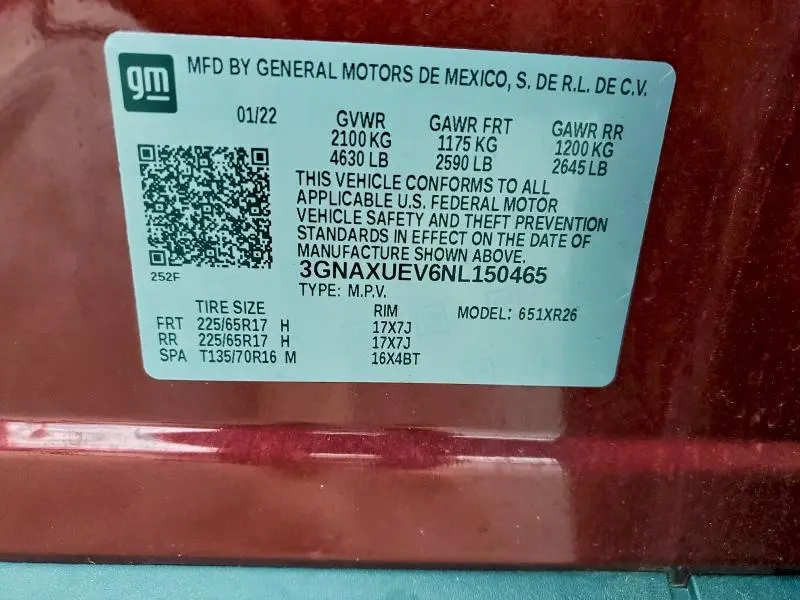 gm
MFD BY GENERAL MOTORS DE MEXICO, S. DE R.L. DE C.V.
01/22 GVWR GAWR FRT GAWR RR
2100 KG 1175 KG 1200 KG
4630 LB 2590 LB 2645 LB
THIS VEHICLE CONFORMS TO ALL
APPLICABLE U.S. FEDERAL MOTOR
VEHICLE SAFETY AND THEFT PREVENTION
STANDARDS IN EFFECT ON THE DATE OF
MANUFACTURE SHOWN ABOVE.
252F
3GNAXUEV6NL150465
TYPE: M.P.V.
TIRE SIZE RIM MODEL: 651XR26
FRT 225/65R17 H 17X7J
RR 225/65R17 H 17X7J
SPA T135/70R16 M 16X4BT